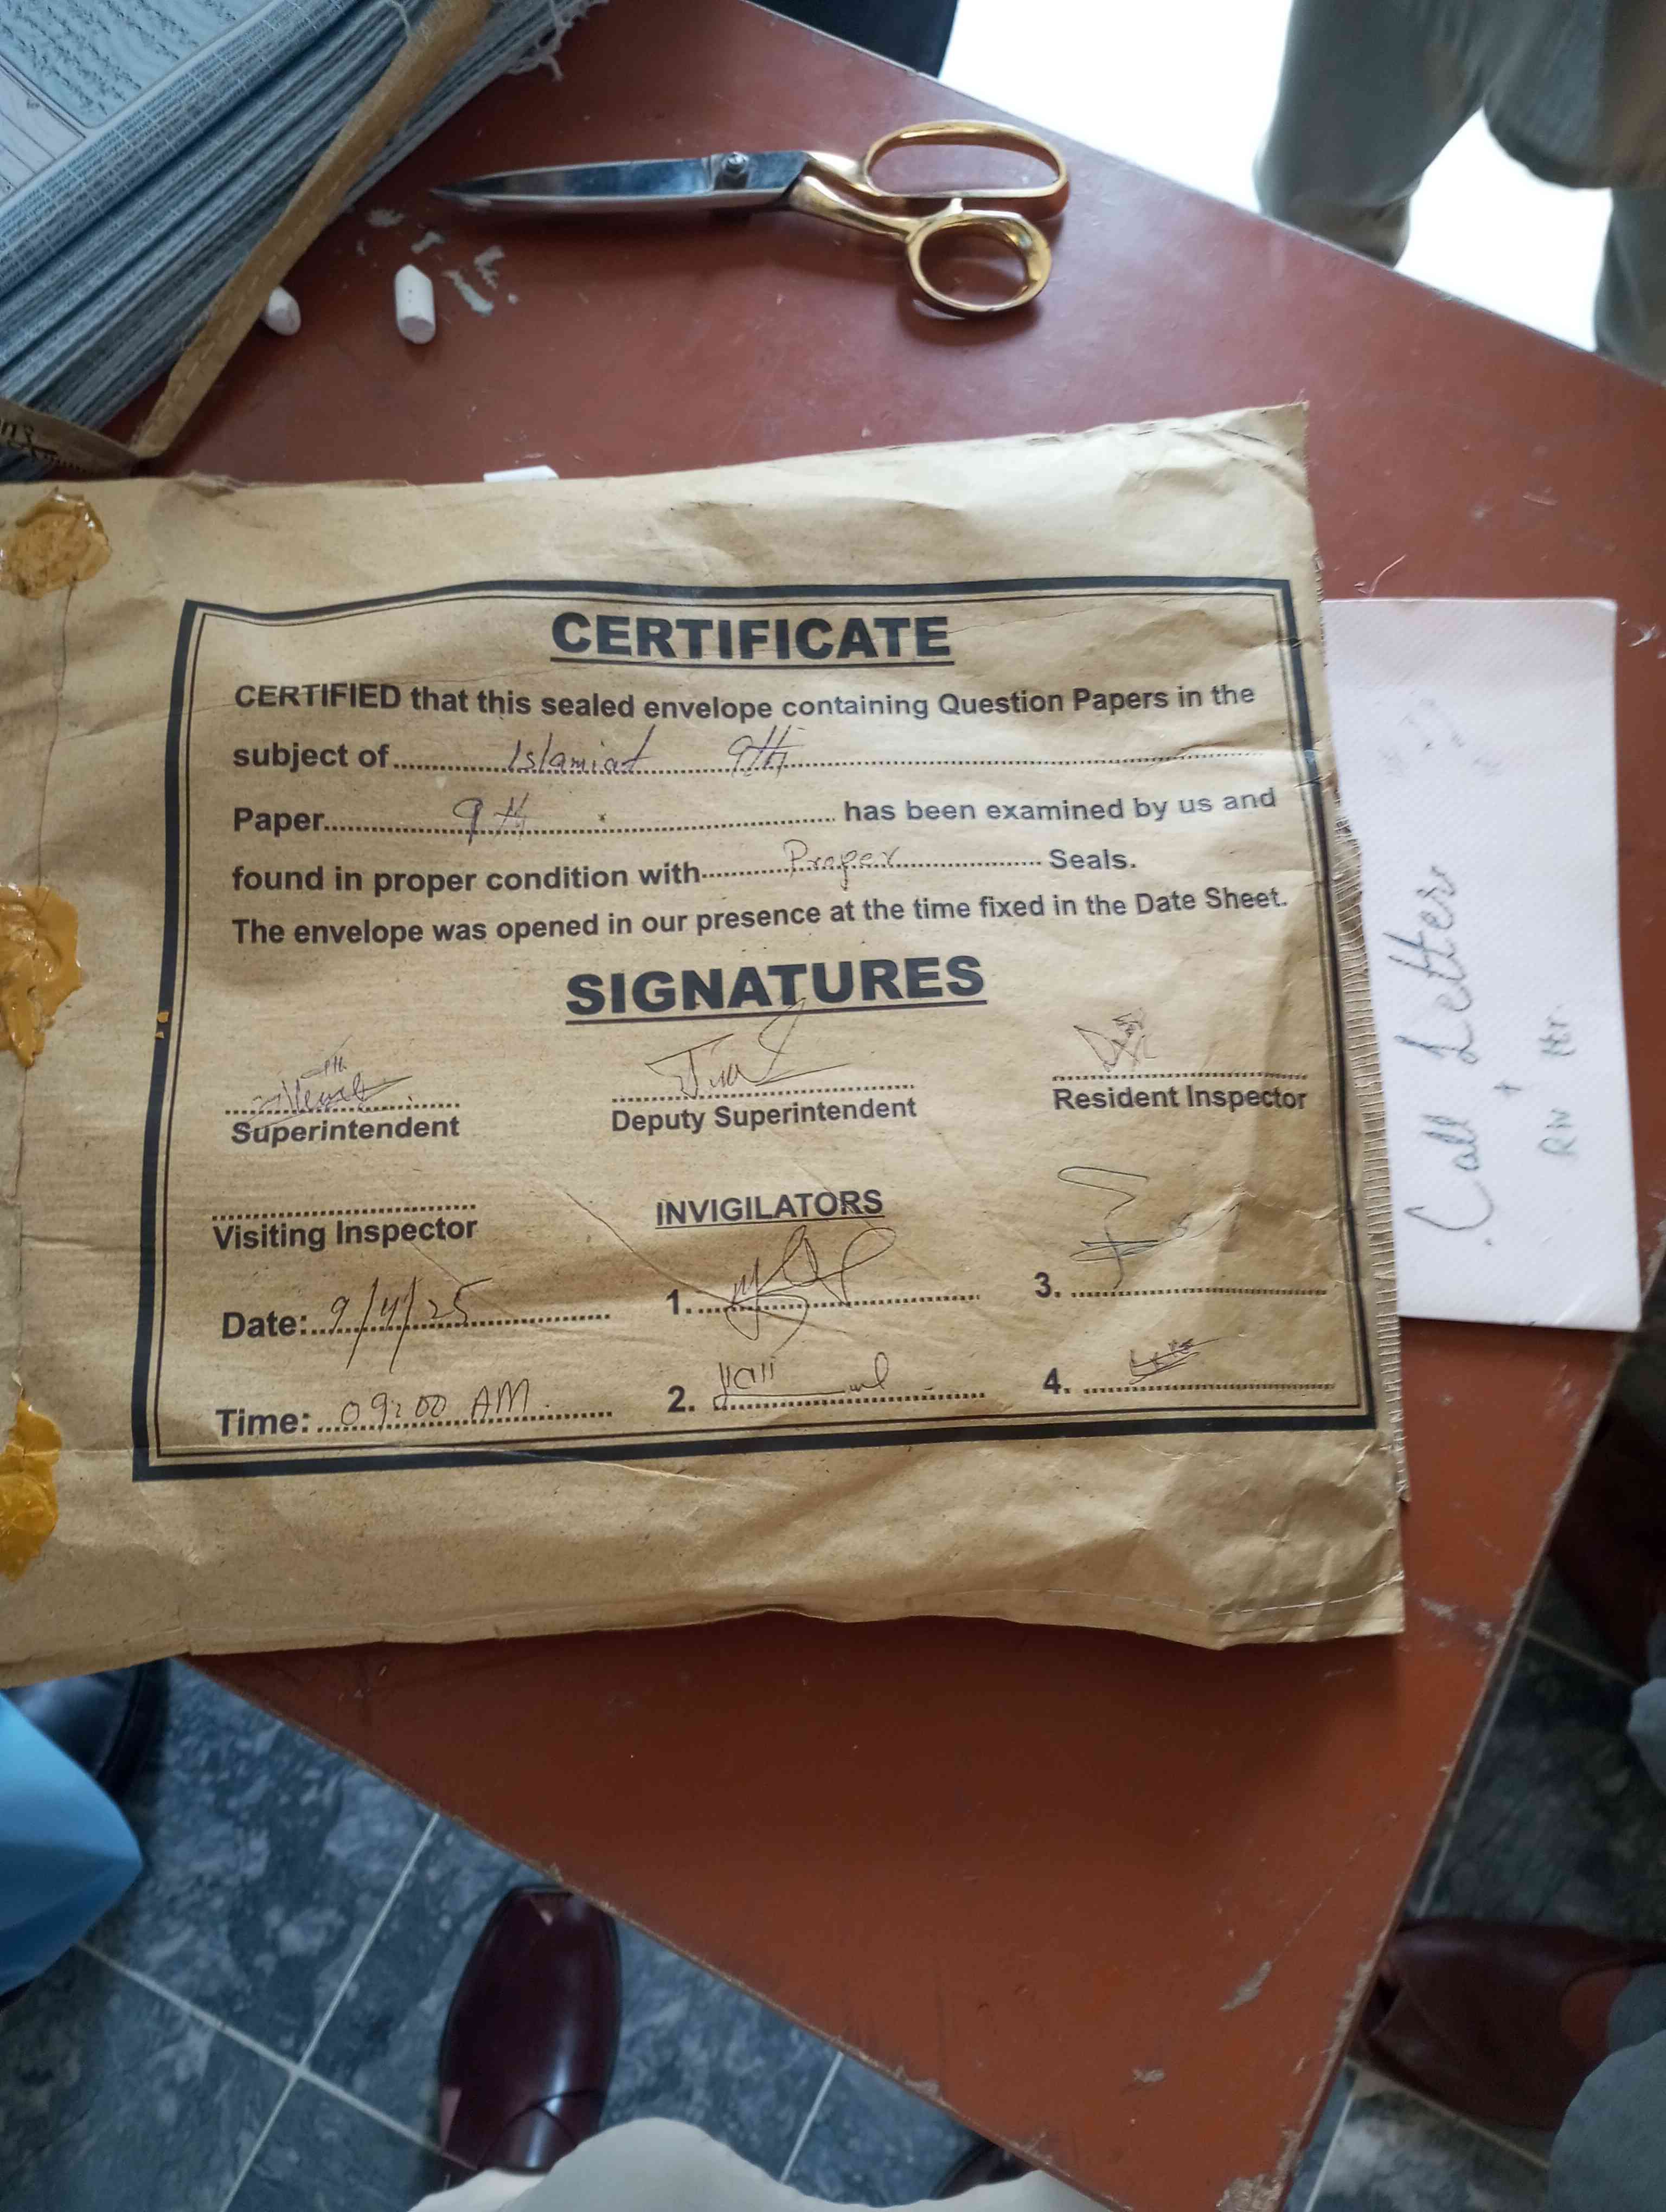 CERTIFICATE
CERTIFIED that this sealed envelope containing Question Papers in the
subject of Islamiat 9th
Paper 9th has been examined by us and
found in proper condition with Proper Seals.
The envelope was opened in our presence at the time fixed in the Date Sheet.
SIGNATURES
Superintendent
Deputy Superintendent
Resident Inspector
Visiting Inspector
INVIGILATORS
Date: 9/4/25
1.
3.
Time: 09:00 AM
2.
4.
Call Letters
+